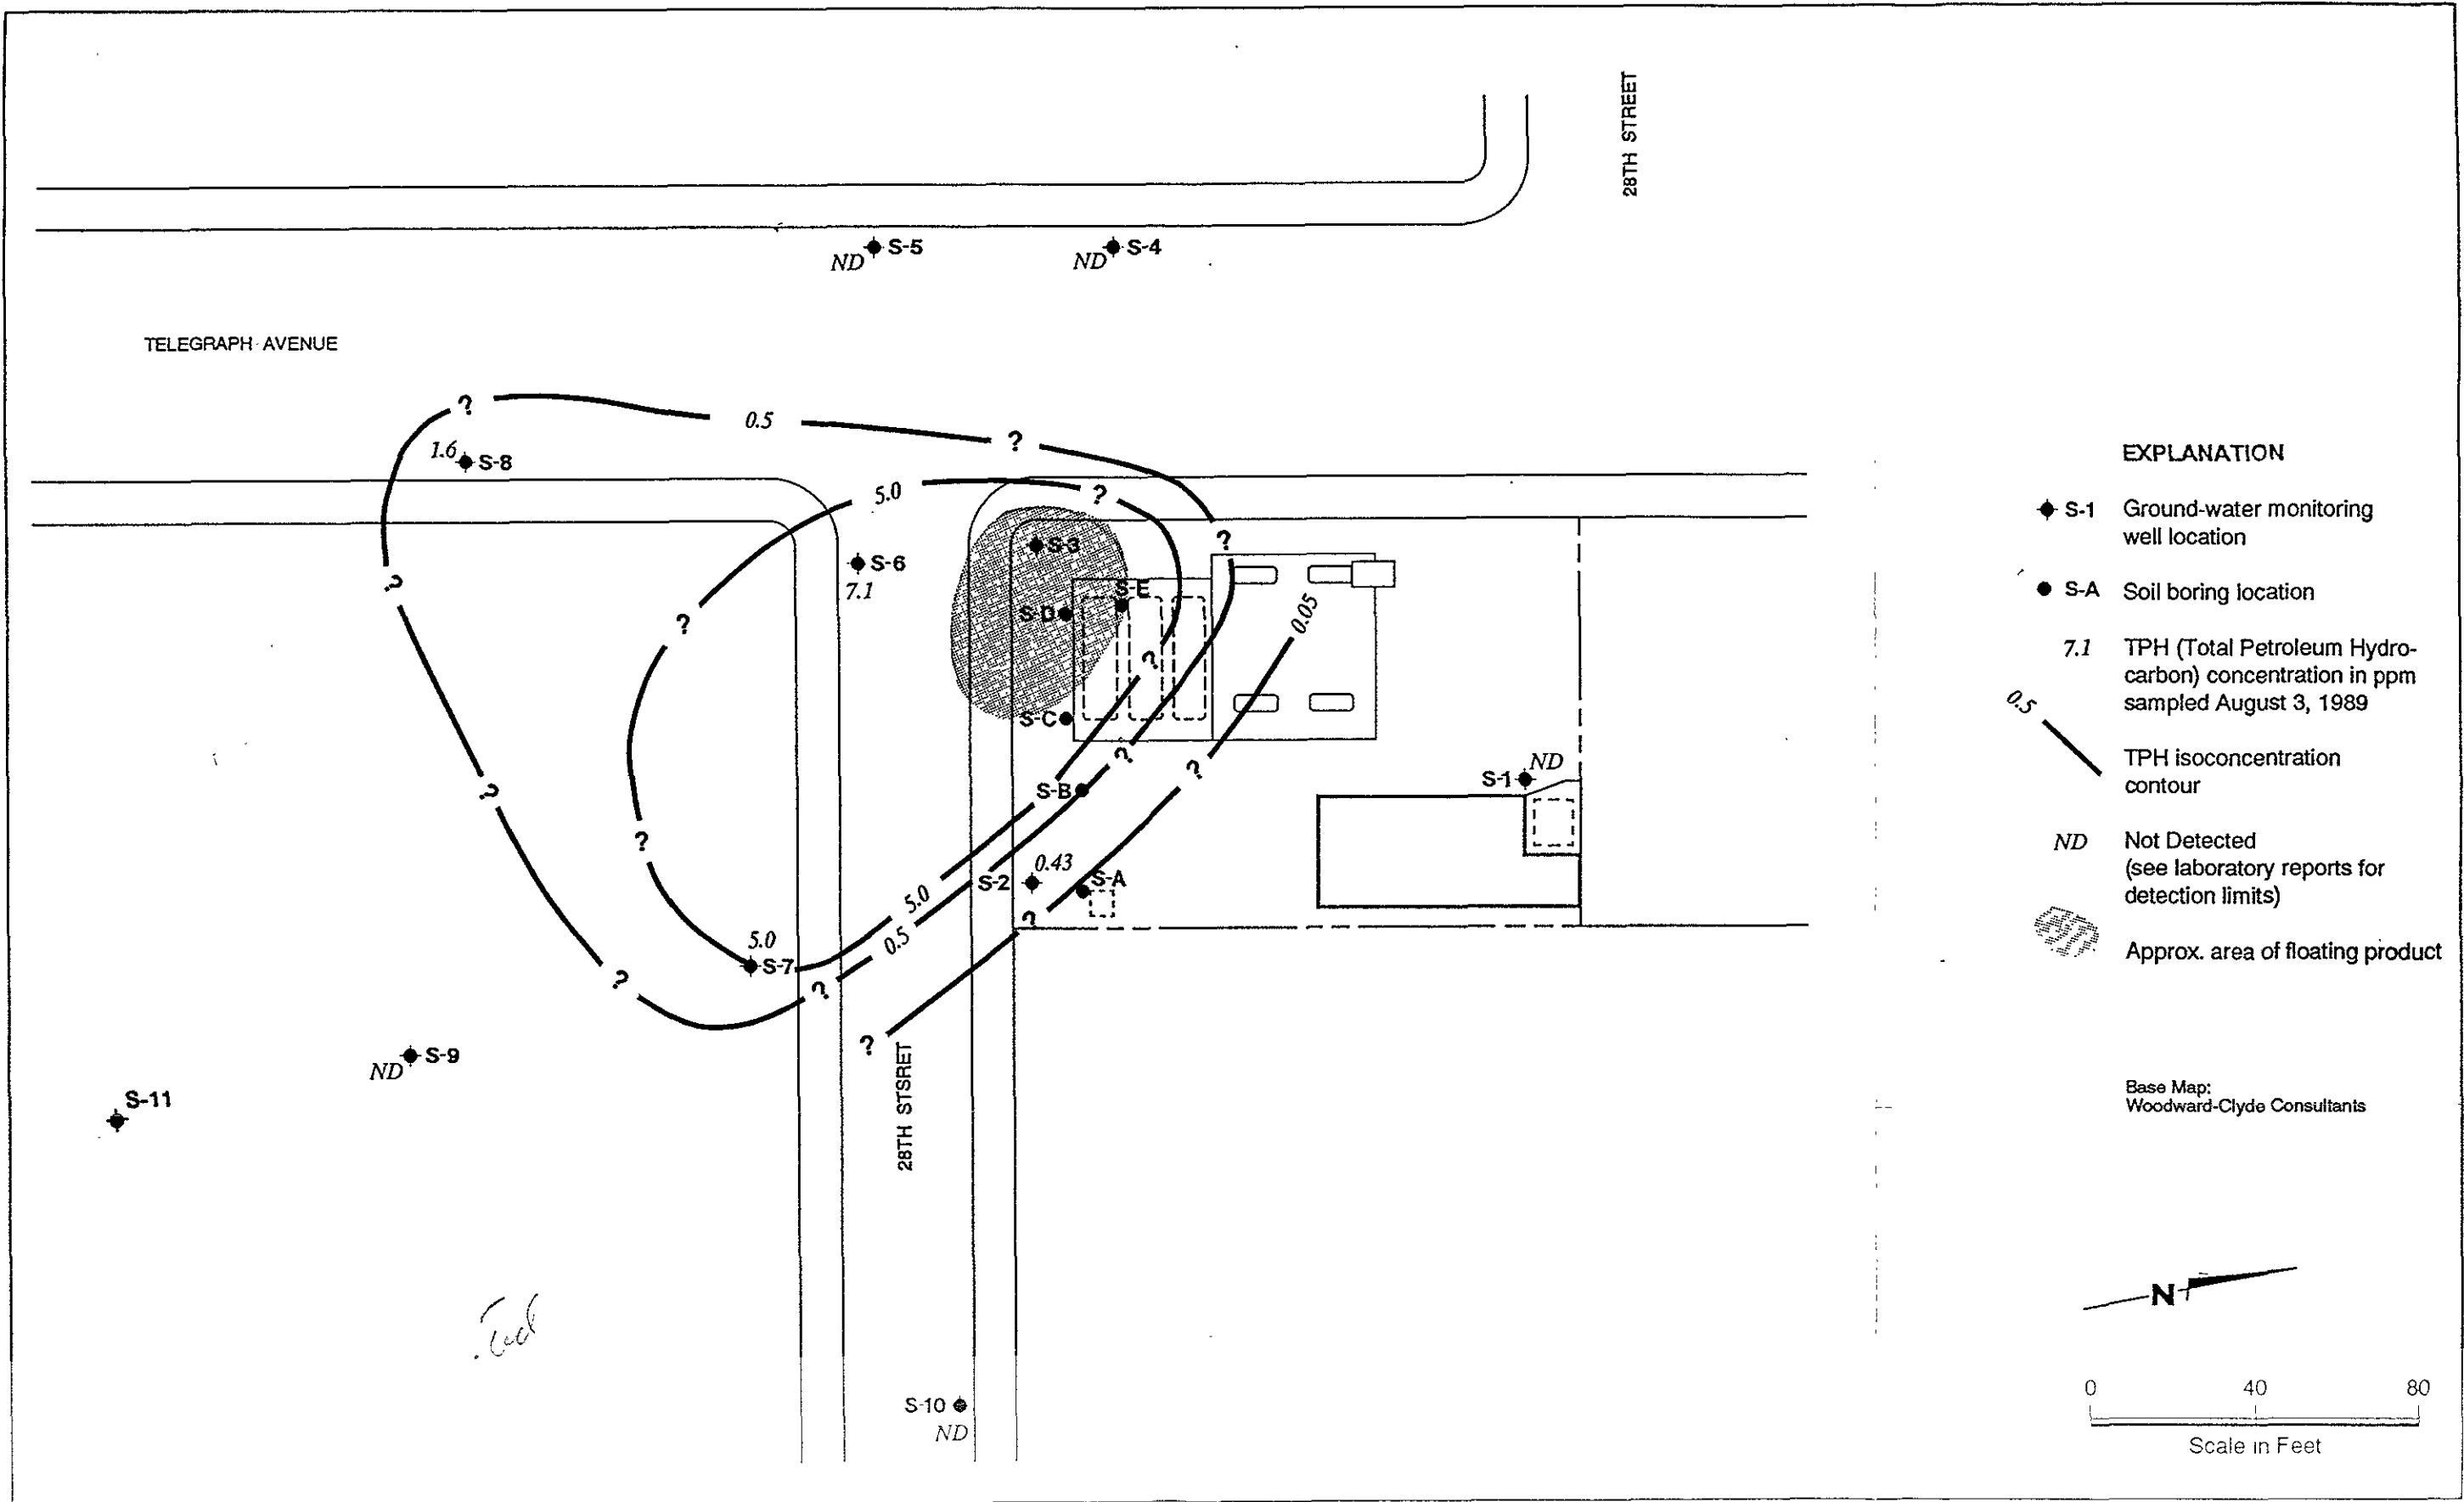 28TH STREET
ND S-5
ND S-4
TELEGRAPH AVENUE
?
0.5
?
1.6 S-8
5.0
?
?
S-3
S-6
7.1
?
?
S-E
S-D
0.05
?
S-C
?
?
?
S-B
S-1 ND
?
0.43
S-2
S-A
5.0
?
0.5
5.0
S-7
?
?
?
28TH STSRET
ND S-9
S-11
S-10
ND
EXPLANATION
S-1 Ground-water monitoring
well location
S-A Soil boring location
7.1 TPH (Total Petroleum Hydro-
carbon) concentration in ppm
sampled August 3, 1989
0.5
TPH isoconcentration
contour
ND Not Detected
(see laboratory reports for
detection limits)
Approx. area of floating product
Base Map:
Woodward-Clyde Consultants
N
0 40 80
Scale in Feet